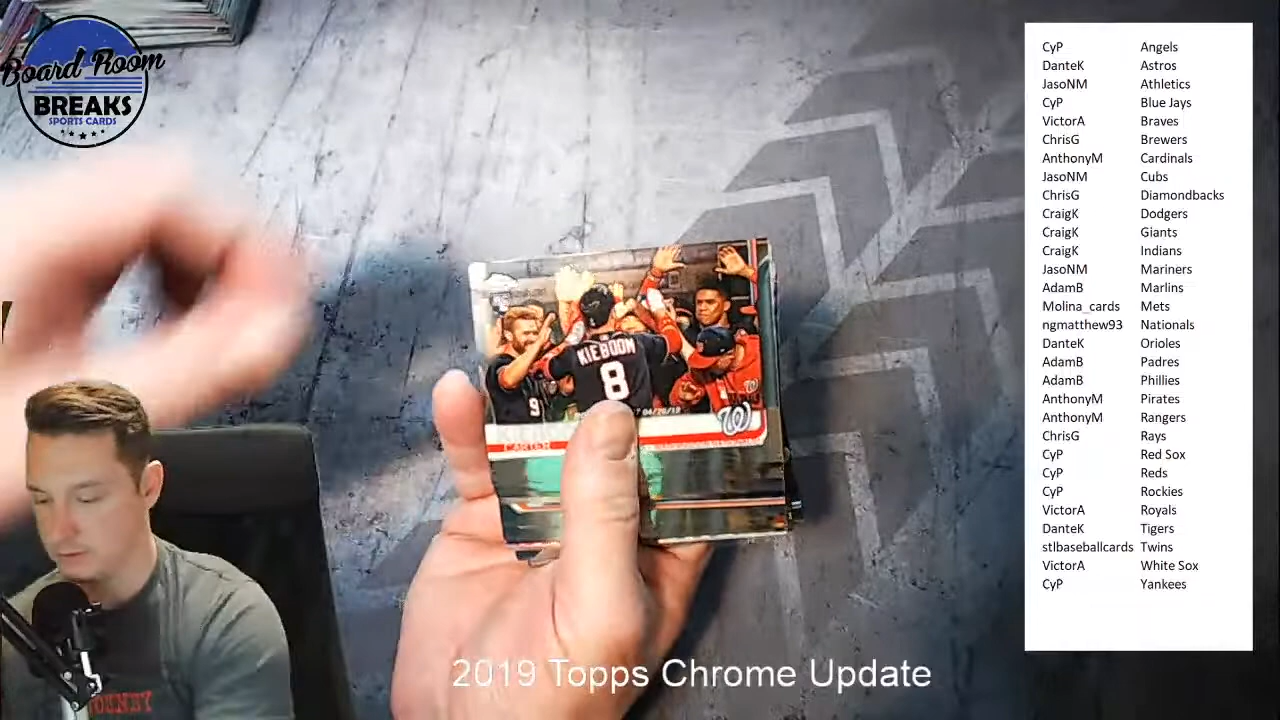 Board Room
BREAKS
SPORTS CARDS
KIEBOOM
8
9
CARTER
W
CyP Angels
DanteK Astros
JasoNM Athletics
CyP Blue Jays
VictorA Braves
ChrisG Brewers
AnthonyM Cardinals
JasoNM Cubs
ChrisG Diamondbacks
CraigK Dodgers
CraigK Giants
CraigK Indians
JasoNM Mariners
AdamB Marlins
Molina_cards Mets
ngmatthew93 Nationals
DanteK Orioles
AdamB Padres
AdamB Phillies
AnthonyM Pirates
AnthonyM Rangers
ChrisG Rays
CyP Red Sox
CyP Reds
CyP Rockies
VictorA Royals
DanteK Tigers
stlbaseballcards Twins
VictorA White Sox
CyP Yankees
2019 Topps Chrome Update